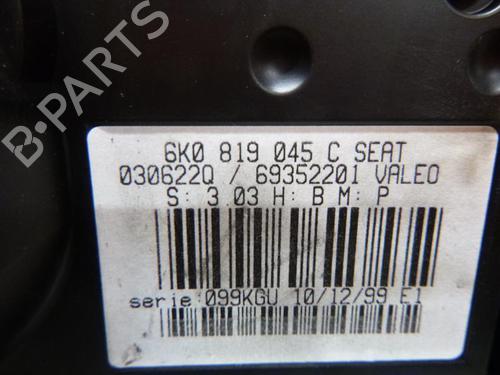 6K0 819 045 C SEAT
030622Q / 69352201 VALEO
S: 3.03 H: B M: P
serie 099KGU 10/12/99 E1
B-PARTS